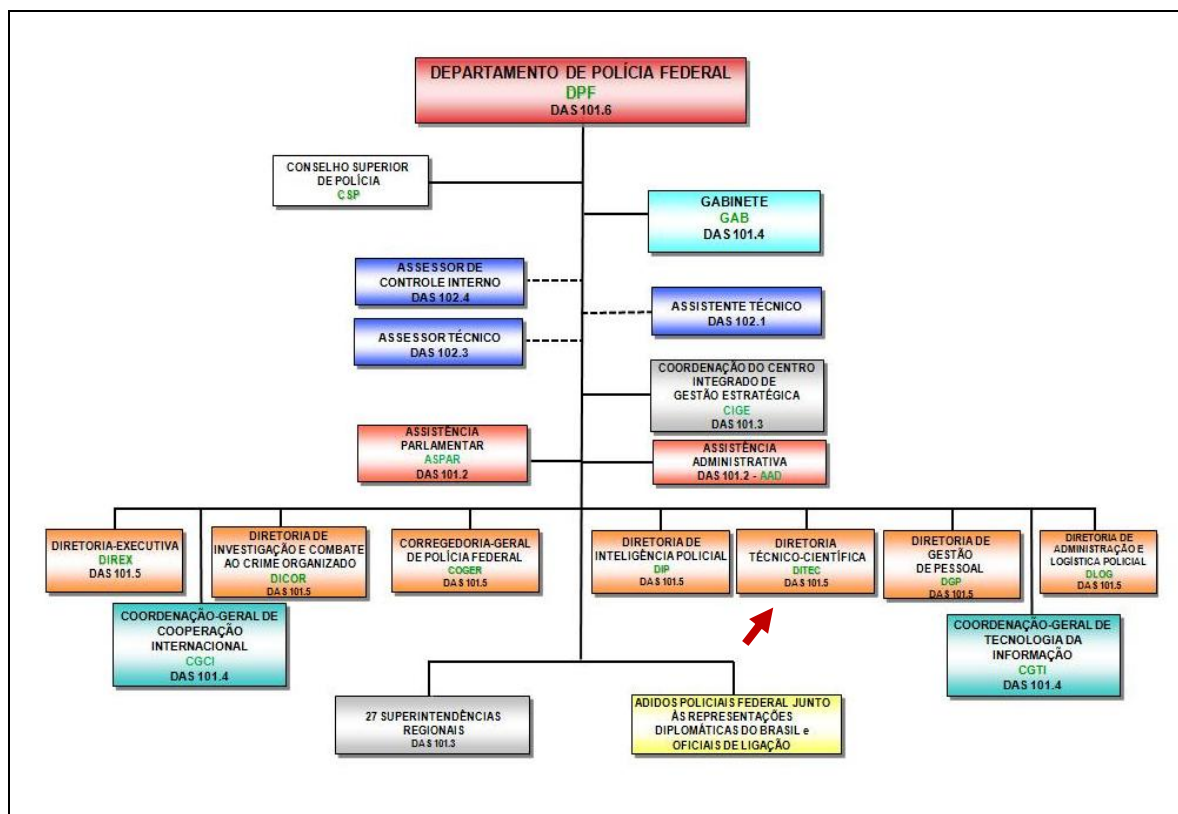 DEPARTAMENTO DE POLÍCIA FEDERAL
DPF
DAS 101.6
CONSELHO SUPERIOR
DE POLÍCIA
CSP
GABINETE
GAB
DAS 101.4
ASSESSOR DE
CONTROLE INTERNO
DAS 102.4
ASSISTENTE TÉCNICO
DAS 102.1
ASSESSOR TÉCNICO
DAS 102.3
COORDENAÇÃO DO CENTRO
INTEGRADO DE
GESTÃO ESTRATÉGICA
CIGE
DAS 101.3
ASSISTÊNCIA
PARLAMENTAR
ASPAR
DAS 101.2
ASSISTÊNCIA
ADMINISTRATIVA
DAS 101.2 - AAD
DIRETORIA-EXECUTIVA
DIREX
DAS 101.5
DIRETORIA DE
INVESTIGAÇÃO E COMBATE
AO CRIME ORGANIZADO
DICOR
DAS 101.5
CORREGEDORIA-GERAL
DE POLÍCIA FEDERAL
COGER
DAS 101.5
DIRETORIA DE
INTELIGÊNCIA POLICIAL
DIP
DAS 101.5
DIRETORIA
TÉCNICO-CIENTÍFICA
DITEC
DAS 101.5
DIRETORIA DE
GESTÃO
DE PESSOAL
DGP
DAS 101.5
DIRETORIA DE
ADMINISTRAÇÃO E
LOGÍSTICA POLICIAL
DLOG
DAS 101.5
COORDENAÇÃO-GERAL DE
COOPERAÇÃO
INTERNACIONAL
CGCI
DAS 101.4
COORDENAÇÃO-GERAL DE
TECNOLOGIA DA
INFORMAÇÃO
CGTI
DAS 101.4
27 SUPERINTENDÊNCIAS
REGIONAIS
DAS 101.3
ADIDOS POLICIAIS FEDERAL JUNTO
ÀS REPRESENTAÇÕES
DIPLOMÁTICAS DO BRASIL e
OFICIAIS DE LIGAÇÃO